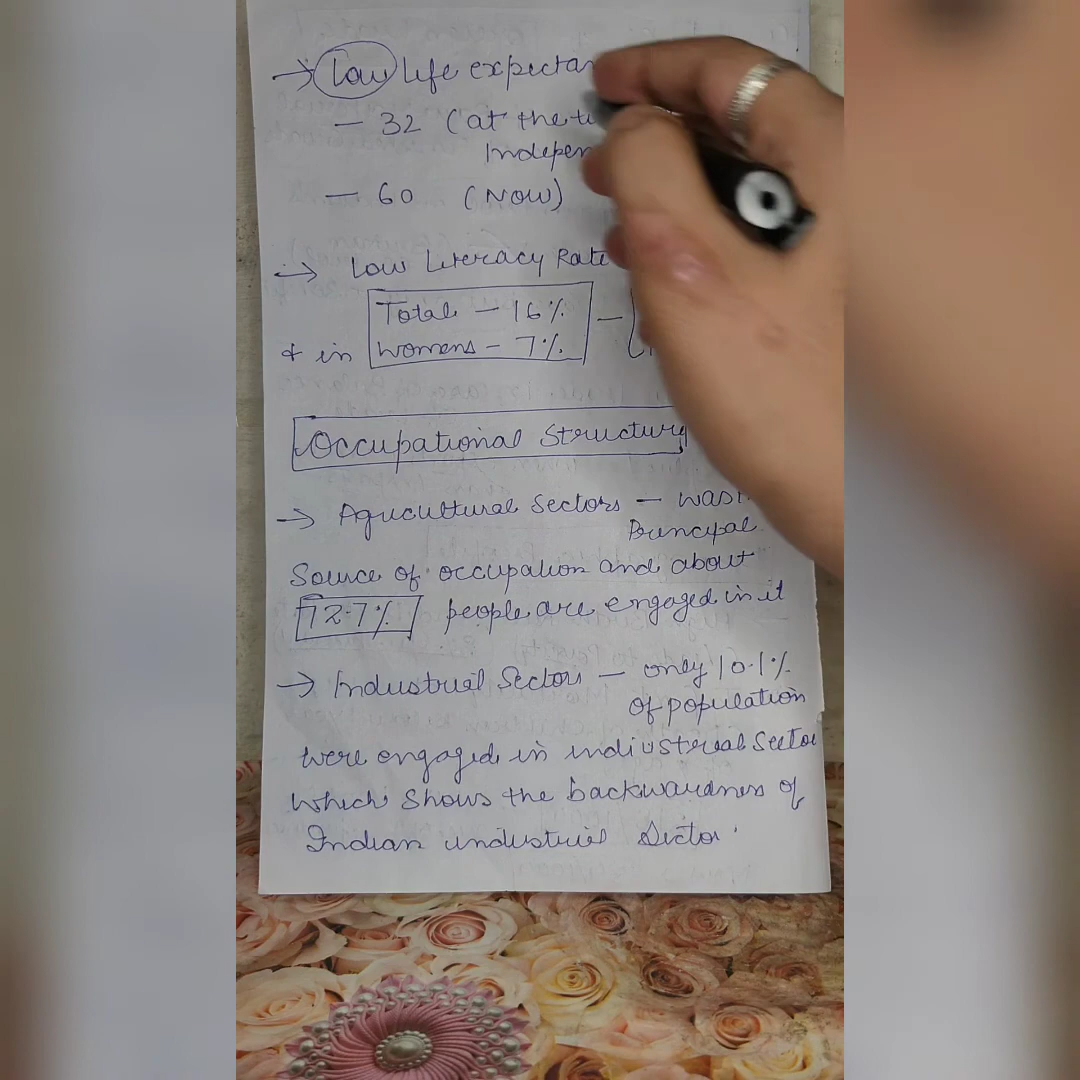 → Low life expectan
— 32 (at the ti
Indepen
— 60 (Now)
→ Low Literacy Rate
Total — 16%
& in Womens — 7% —
Occupational Structure
→ Agricultural Sectors — was
Principal
Source of occupation and about
72.7% people are engaged in it
→ Industrial Sectors — only 10.1%
of population
were engaged in indiustrial Sector
which shows the backwardness of
Indian industrial Sector.